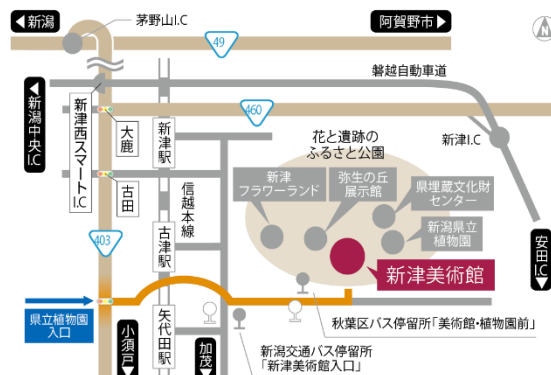 ◀新潟
茅野山I.C
49
阿賀野市▶
N
磐越自動車道
◀新潟中央I.C
新津西スマートI.C
460
大鹿
新津駅
新津I.C
花と遺跡の
ふるさと公園
古田
信越本線
新津
フラワーランド
弥生の丘
展示館
県埋蔵文化財
センター
新潟県立
植物園
403
古津駅
新津美術館
安田I.C▶
県立植物園
入口
小須戸▶
矢代田駅
加茂▶
秋葉区バス停留所「美術館・植物園前」
新潟交通バス停留所
「新津美術館入口」